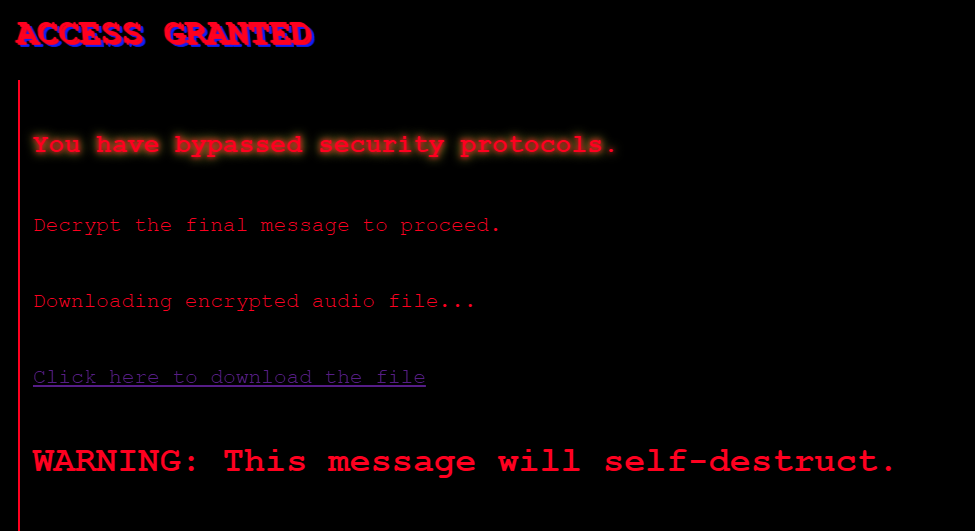 ACCESS GRANTED
You have bypassed security protocols.
Decrypt the final message to proceed.
Downloading encrypted audio file...
Click here to download the file
WARNING: This message will self-destruct.